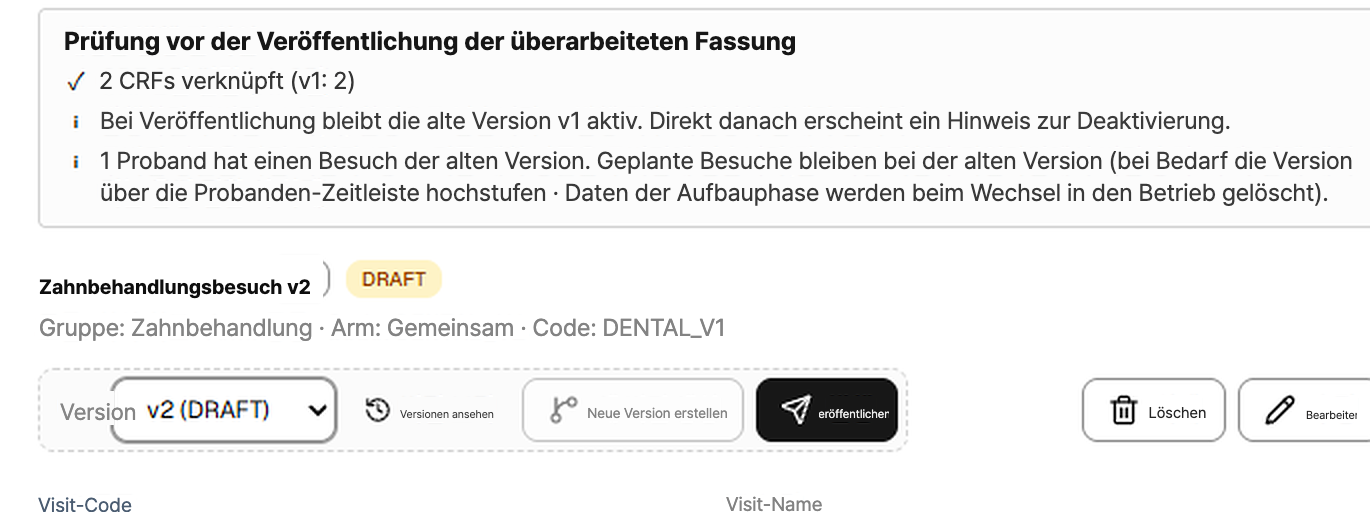 Prüfung vor der Veröffentlichung der überarbeiteten Fassung
✓ 2 CRFs verknüpft (v1: 2)
i Bei Veröffentlichung bleibt die alte Version v1 aktiv. Direkt danach erscheint ein Hinweis zur Deaktivierung.
i 1 Proband hat einen Besuch der alten Version. Geplante Besuche bleiben bei der alten Version (bei Bedarf die Version
über die Probanden-Zeitleiste hochstufen · Daten der Aufbauphase werden beim Wechsel in den Betrieb gelöscht).
Zahnbehandlungsbesuch v2 ) DRAFT
Gruppe: Zahnbehandlung · Arm: Gemeinsam · Code: DENTAL_V1
Version v2 (DRAFT) Versionen ansehen Neue Version erstellen eröffentlicher Löschen Bearbeiter
Visit-Code Visit-Name